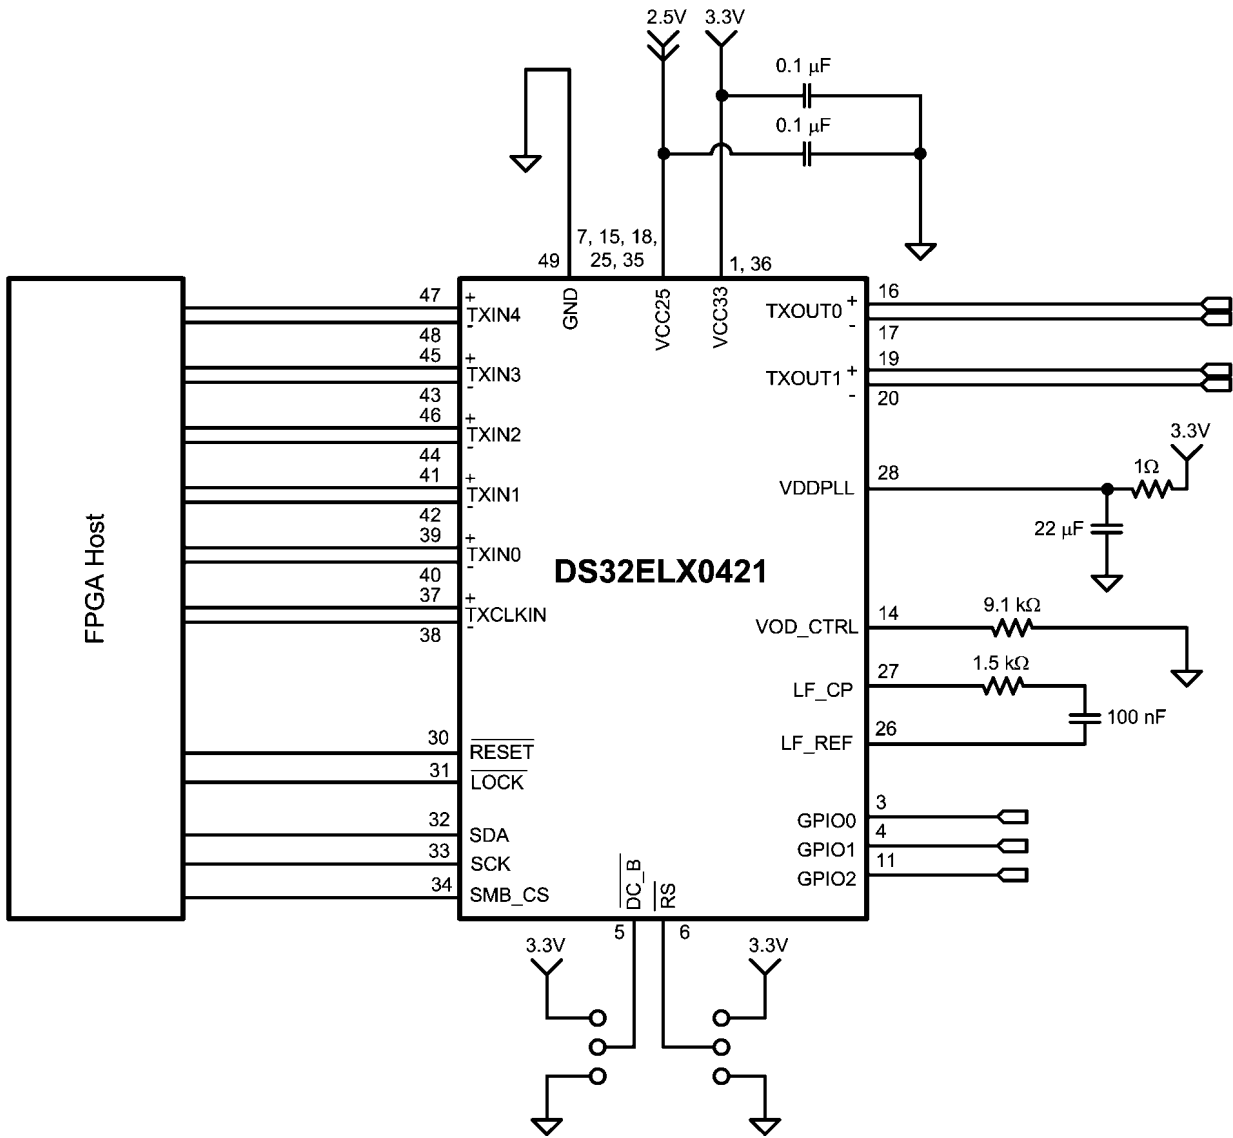 2.5V 3.3V
0.1 µF
0.1 µF
7, 15, 18,
49 25, 35 1, 36
GND VCC25 VCC33
FPGA Host
47 + TXIN4 - 48
45 + TXIN3 - 43
46 + TXIN2 - 44
41 + TXIN1 - 42
39 + TXIN0 - 40
37 + TXCLKIN - 38
30 RESET
31 LOCK
32 SDA
33 SCK
34 SMB_CS
DS32ELX0421
TXOUT0 + 16 - 17
TXOUT1 + 19 - 20
3.3V
VDDPLL 28 1Ω
22 µF
VOD_CTRL 14 9.1 kΩ
LF_CP 27 1.5 kΩ
100 nF
LF_REF 26
GPIO0 3
GPIO1 4
GPIO2 11
DC_B RS
5 6
3.3V 3.3V